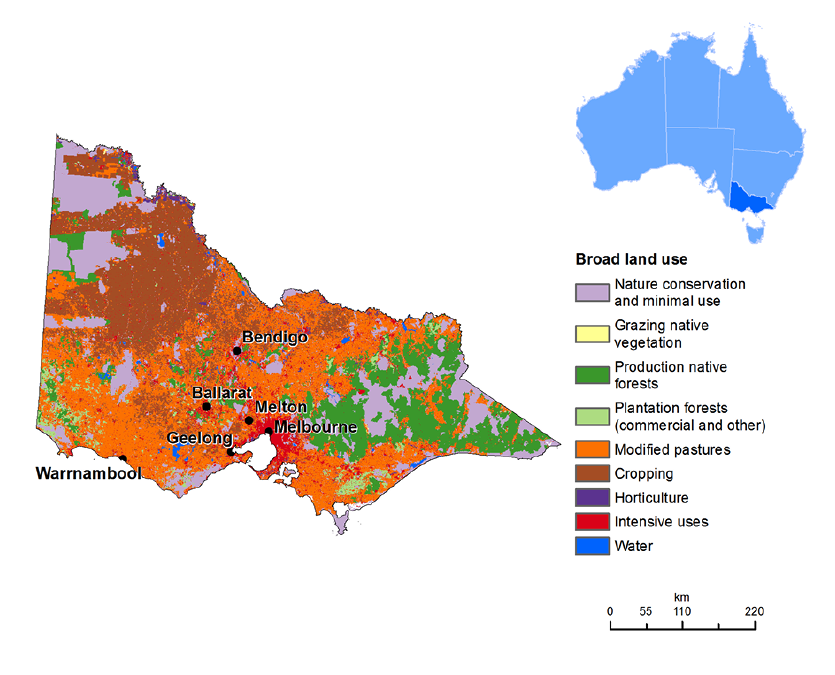 Bendigo
Ballarat
Melton
Melbourne
Geelong
Warrnambool
Broad land use
Nature conservation
and minimal use
Grazing native
vegetation
Production native
forests
Plantation forests
(commercial and other)
Modified pastures
Cropping
Horticulture
Intensive uses
Water
km
0 55 110 220